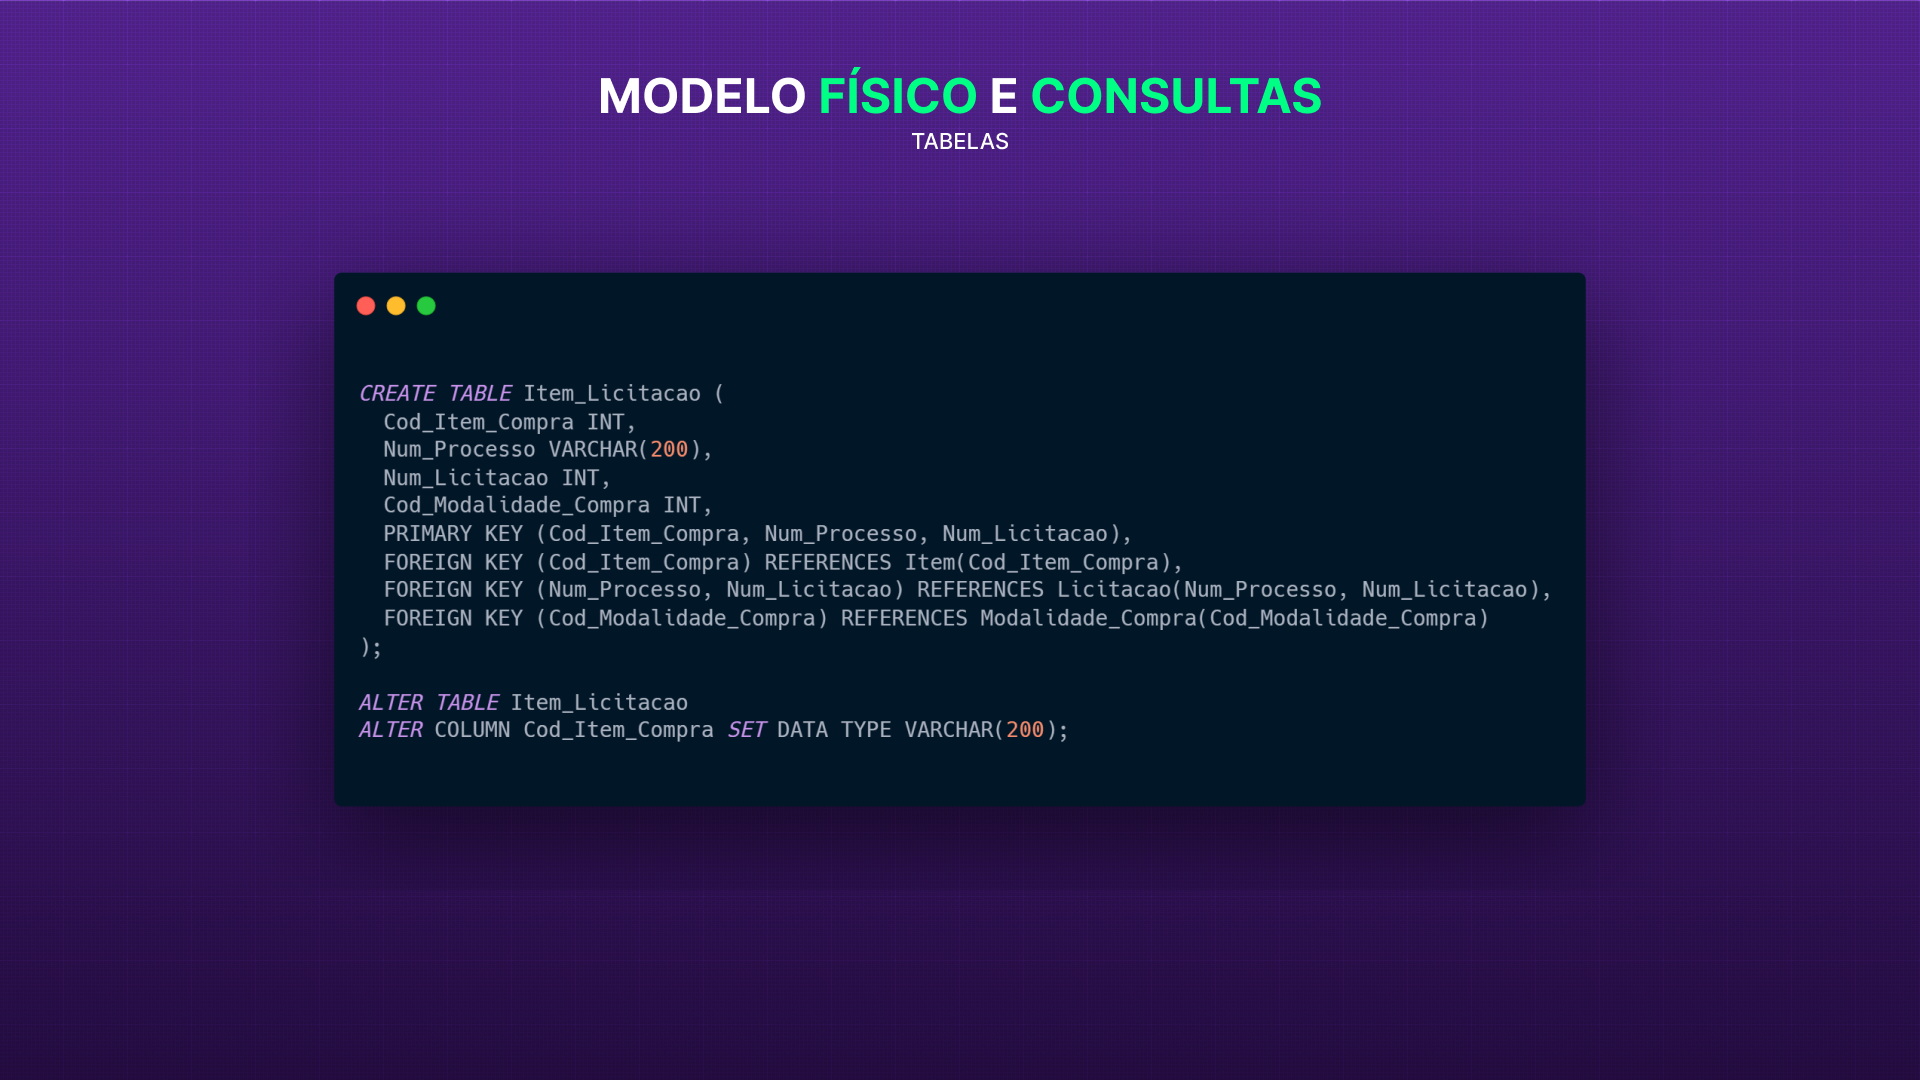 MODELO FÍSICO E CONSULTAS
TABELAS
CREATE TABLE Item_Licitacao (
  Cod_Item_Compra INT,
  Num_Processo VARCHAR(200),
  Num_Licitacao INT,
  Cod_Modalidade_Compra INT,
  PRIMARY KEY (Cod_Item_Compra, Num_Processo, Num_Licitacao),
  FOREIGN KEY (Cod_Item_Compra) REFERENCES Item(Cod_Item_Compra),
  FOREIGN KEY (Num_Processo, Num_Licitacao) REFERENCES Licitacao(Num_Processo, Num_Licitacao),
  FOREIGN KEY (Cod_Modalidade_Compra) REFERENCES Modalidade_Compra(Cod_Modalidade_Compra)
);
ALTER TABLE Item_Licitacao
ALTER COLUMN Cod_Item_Compra SET DATA TYPE VARCHAR(200);